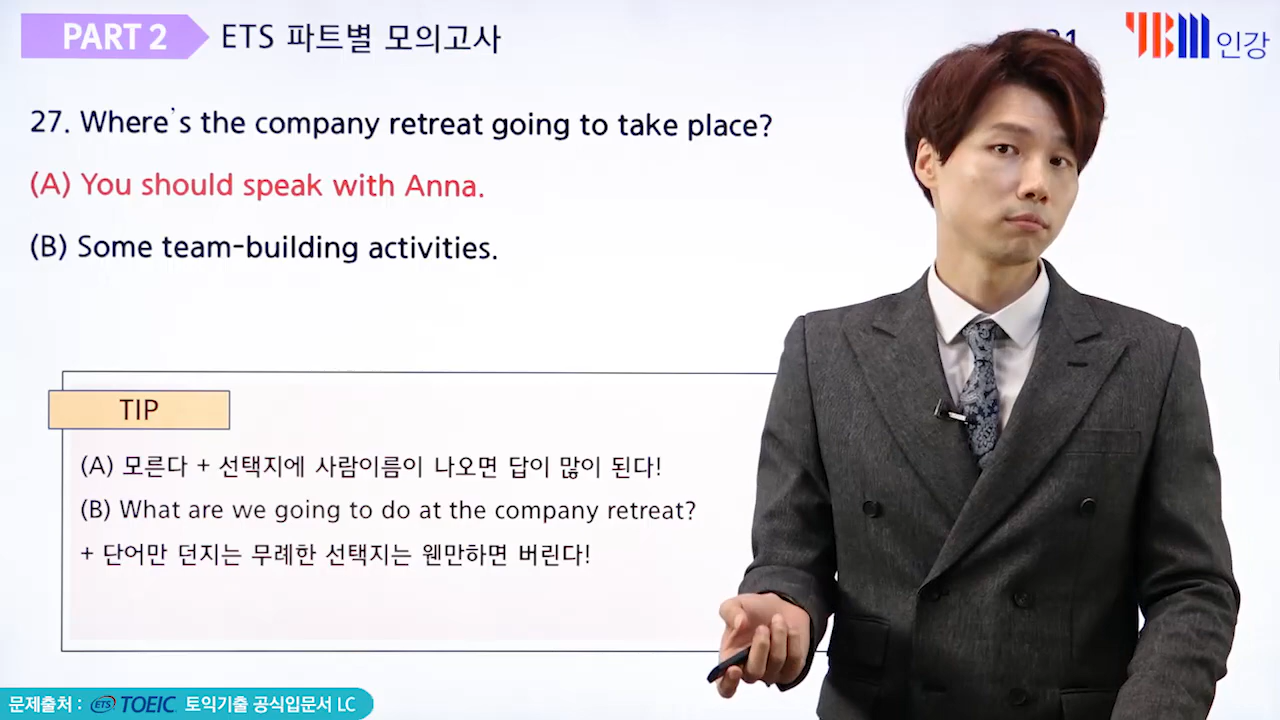 PART 2
ETS 파트별 모의고사
YBM 인강
27. Where's the company retreat going to take place?
(A) You should speak with Anna.
(B) Some team-building activities.
TIP
(A) 모른다 + 선택지에 사람이름이 나오면 답이 많이 된다!
(B) What are we going to do at the company retreat?
+ 단어만 던지는 무례한 선택지는 웬만하면 버린다!
문제출처 : ETS TOEIC 토익기출 공식입문서 LC